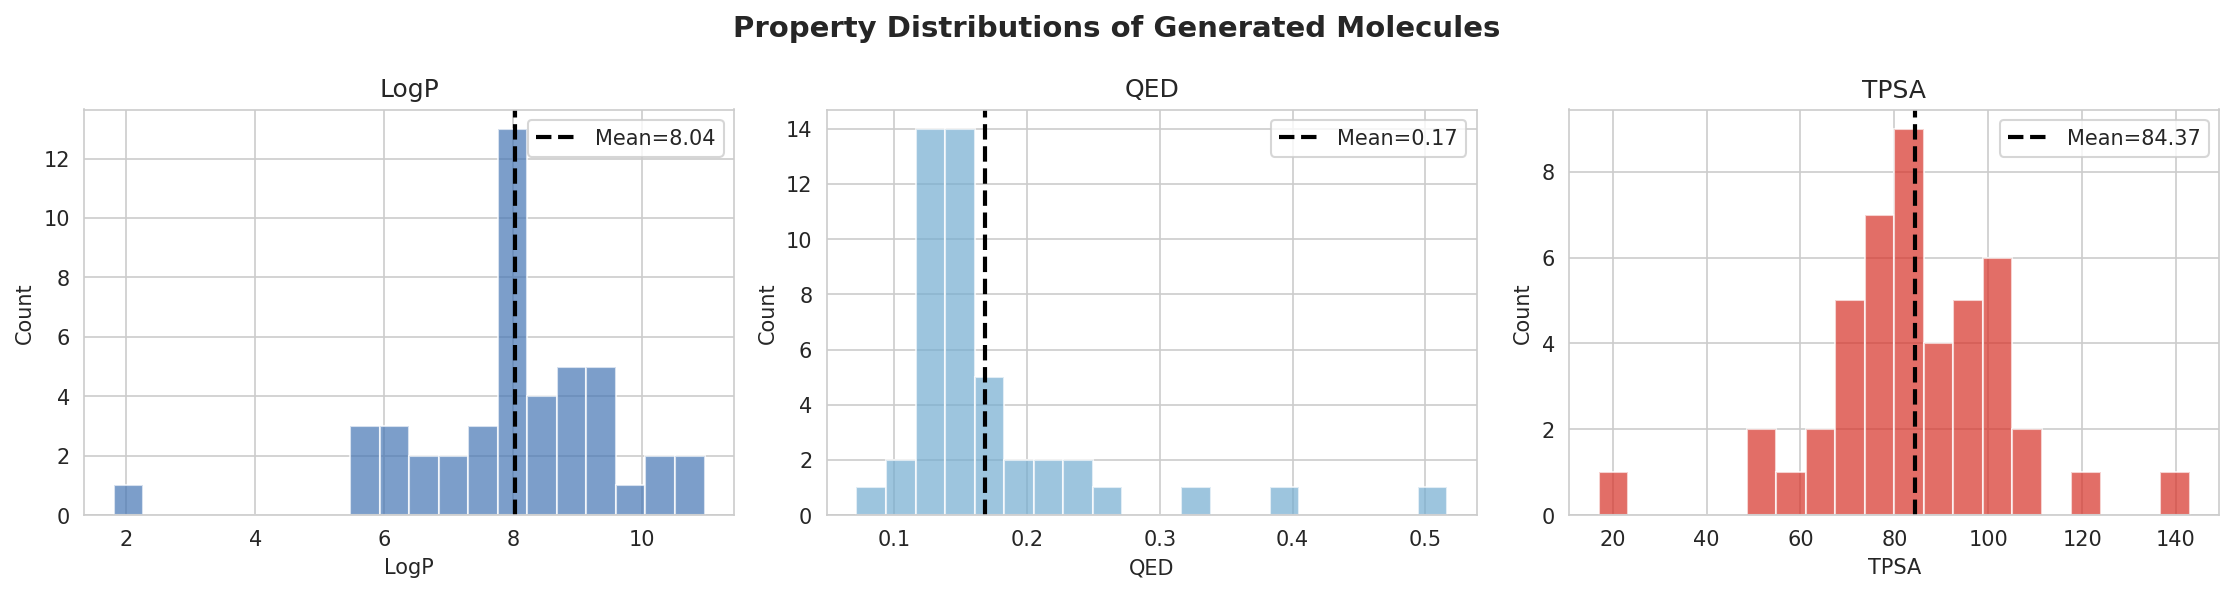 Property Distributions of Generated Molecules
LogP
Mean=8.04
Count
12
10
8
6
4
2
0
2
4
6
8
10
LogP
QED
Mean=0.17
Count
14
12
10
8
6
4
2
0
0.1
0.2
0.3
0.4
0.5
QED
TPSA
Mean=84.37
Count
8
6
4
2
0
20
40
60
80
100
120
140
TPSA